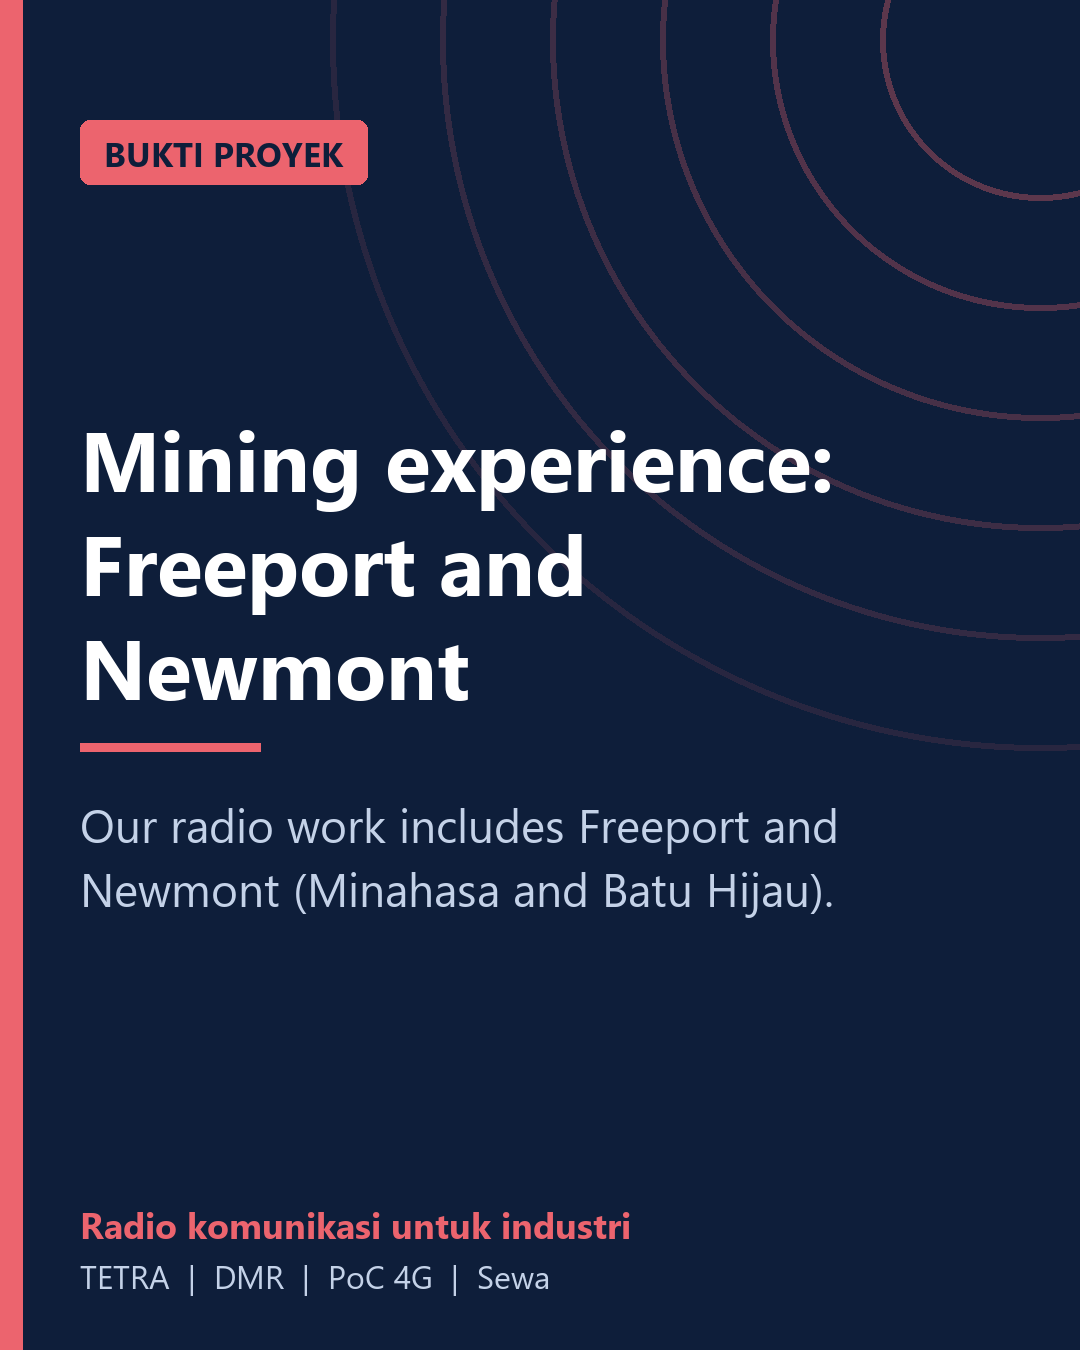 BUKTI PROYEK
Mining experience:
Freeport and
Newmont
Our radio work includes Freeport and
Newmont (Minahasa and Batu Hijau).
Radio komunikasi untuk industri
TETRA | DMR | PoC 4G | Sewa